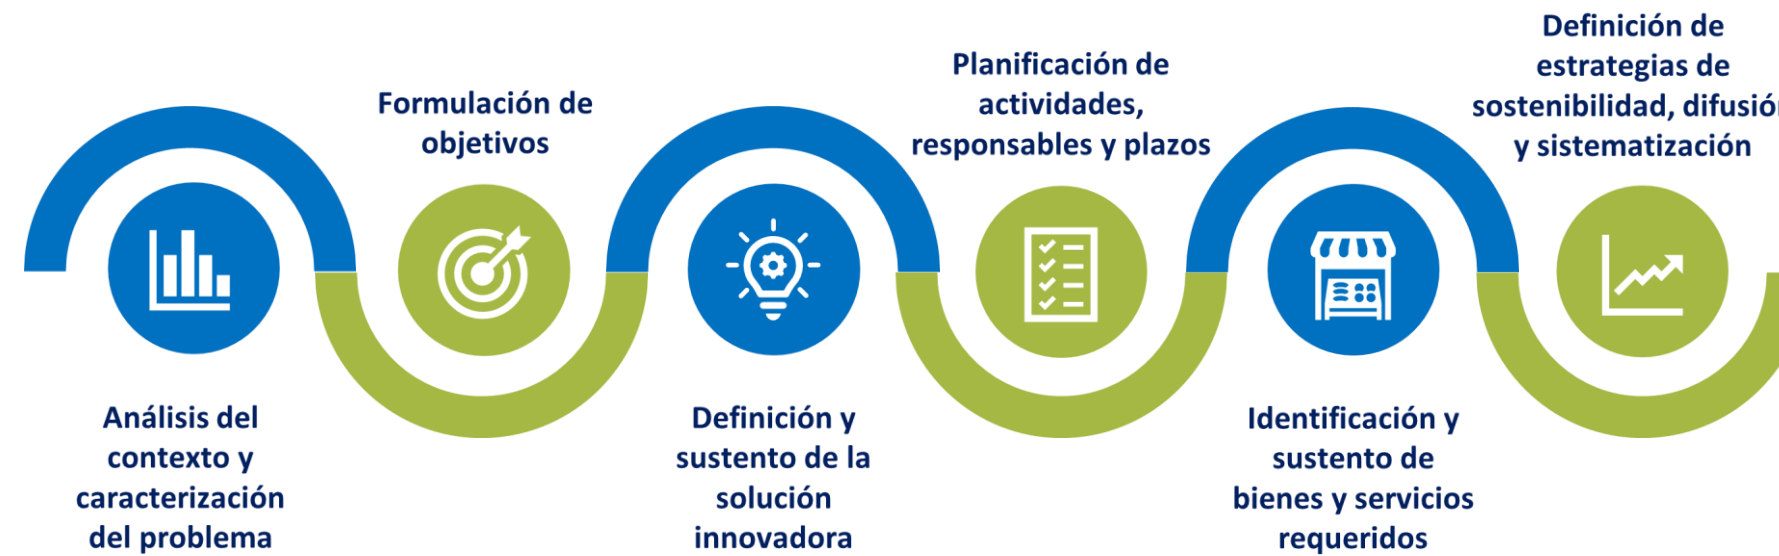 Análisis del
contexto y
caracterización
del problema
Formulación de
objetivos
Definición y
sustento de la
solución
innovadora
Planificación de
actividades,
responsables y plazos
Identificación y
sustento de
bienes y servicios
requeridos
Definición de
estrategias de
sostenibilidad, difusión
y sistematización